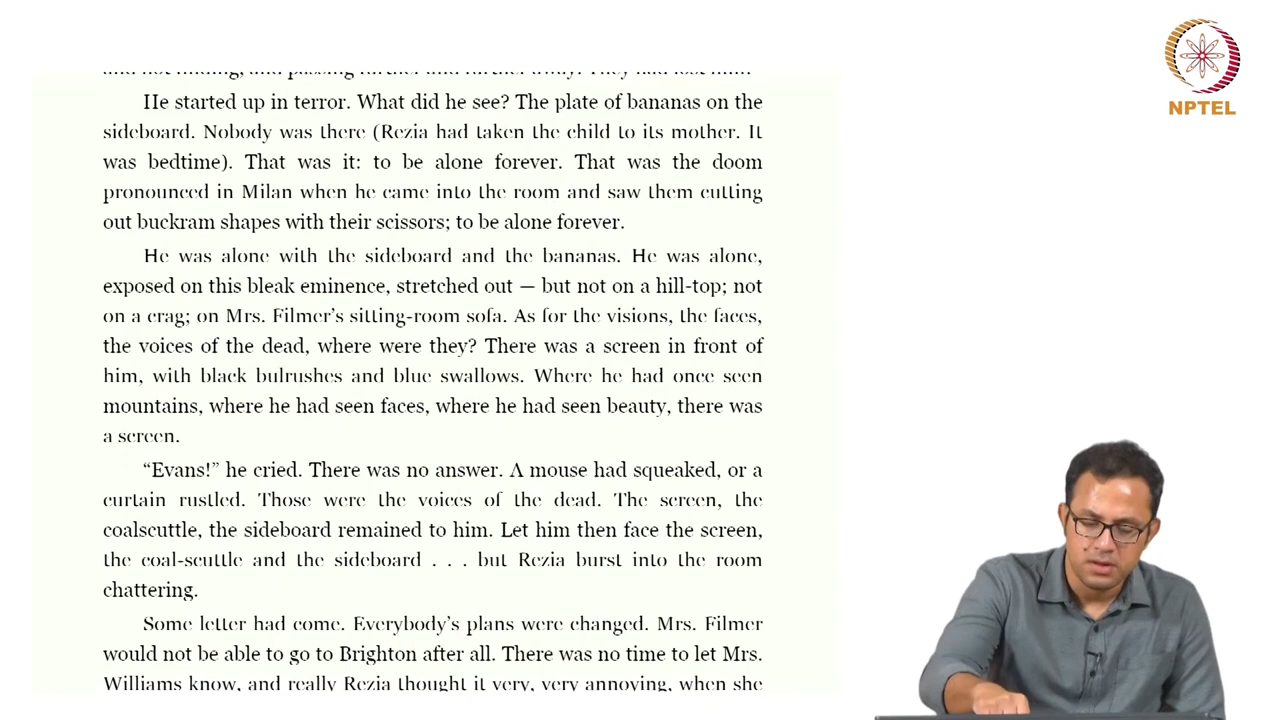 He started up in terror. What did he see? The plate of bananas on the
sideboard. Nobody was there (Rezia had taken the child to its mother. It
was bedtime). That was it: to be alone forever. That was the doom
pronounced in Milan when he came into the room and saw them cutting
out buckram shapes with their scissors; to be alone forever.
He was alone with the sideboard and the bananas. He was alone,
exposed on this bleak eminence, stretched out — but not on a hill-top; not
on a crag; on Mrs. Filmer's sitting-room sofa. As for the visions, the faces,
the voices of the dead, where were they? There was a screen in front of
him, with black bulrushes and blue swallows. Where he had once seen
mountains, where he had seen faces, where he had seen beauty, there was
a screen.
“Evans!” he cried. There was no answer. A mouse had squeaked, or a
curtain rustled. Those were the voices of the dead. The screen, the
coalscuttle, the sideboard remained to him. Let him then face the screen,
the coal-scuttle and the sideboard . . . but Rezia burst into the room
chattering.
Some letter had come. Everybody's plans were changed. Mrs. Filmer
would not be able to go to Brighton after all. There was no time to let Mrs.
Williams know, and really Rezia thought it very, very annoying, when she
NPTEL